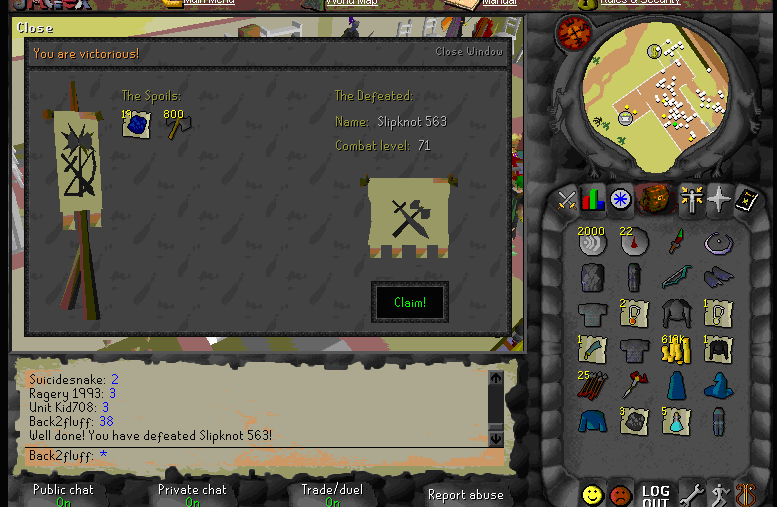 Main Menu
World Map
Manual
Rules & Security
Close
You are victorious!
Close Window
The Spoils:
800
The Defeated:
Name: Slipknot 563
Combat level: 71
Claim!
2000
22
2
1
1
613K
1
25
3
5
Suicidesnake: 2
Ragery 1993: 3
Unit Kid708: 3
Back2fluff: 38
Well done! You have defeated Slipknot 563!
Back2fluff: *
Public chat
On
Private chat
On
Trade/duel
On
Report abuse
LOG
OUT